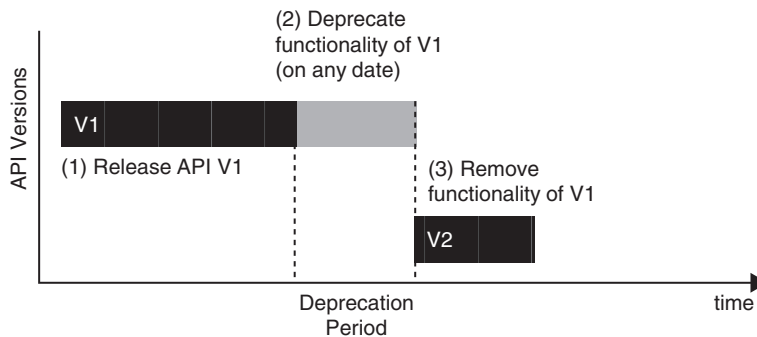 (2) Deprecate
functionality of V1
(on any date)
API Versions
V1
(1) Release API V1
(3) Remove
functionality of V1
V2
Deprecation
Period
time